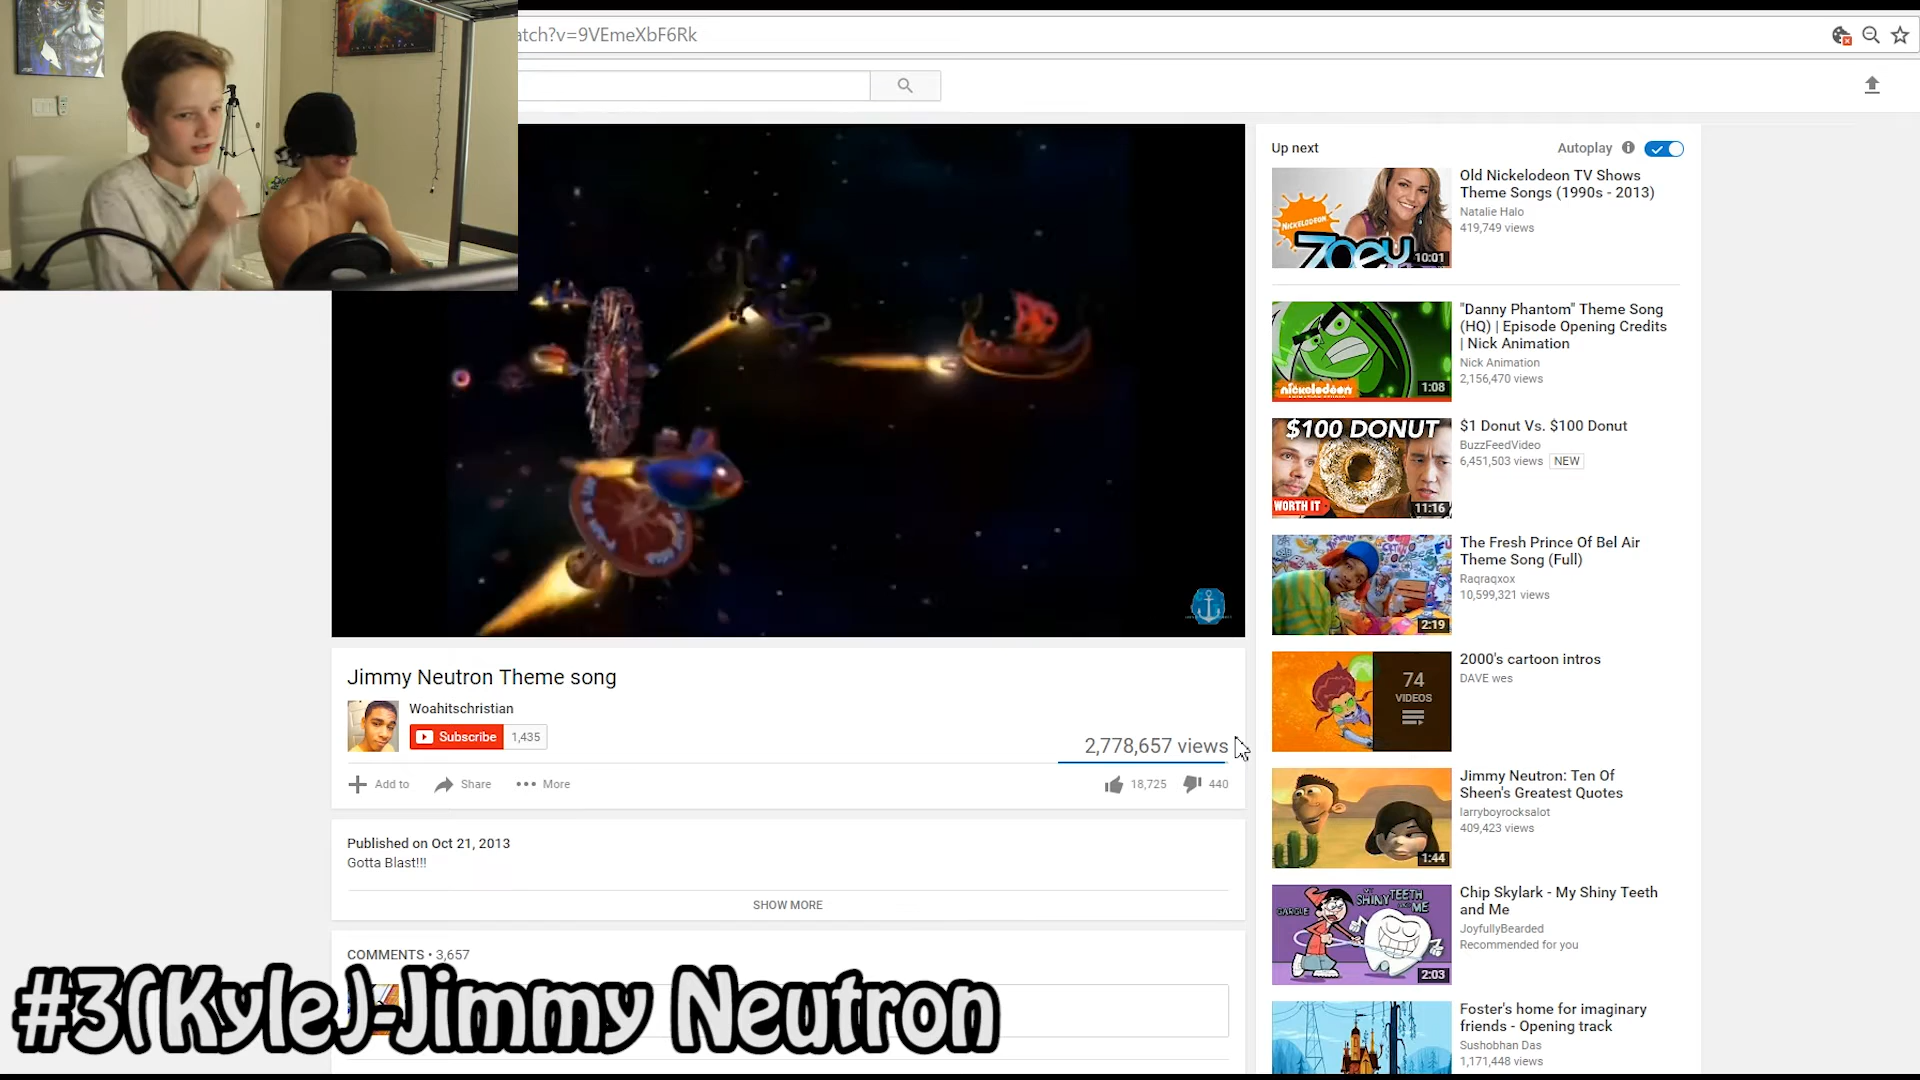 atch?v=9VEmeXbF6Rk
Up next
Autoplay
Old Nickelodeon TV Shows
Theme Songs (1990s - 2013)
Natalie Halo
419,749 views
NICKELODEON
Zoey
10:01
"Danny Phantom" Theme Song
(HQ) | Episode Opening Credits
| Nick Animation
Nick Animation
2,156,470 views
nickelodeon
1:08
$1 Donut Vs. $100 Donut
BuzzFeedVideo
6,451,503 views NEW
$100 DONUT
WORTH IT
11:16
The Fresh Prince Of Bel Air
Theme Song (Full)
Raqraqxox
10,599,321 views
2:19
2000's cartoon intros
DAVE wes
74
VIDEOS
Jimmy Neutron: Ten Of
Sheen's Greatest Quotes
larryboyrocksalot
409,423 views
1:44
Chip Skylark - My Shiny Teeth
and Me
JoyfullyBearded
Recommended for you
SHINY TEETH
ME
2:03
Foster's home for imaginary
friends - Opening track
Sushobhan Das
1,171,448 views
Jimmy Neutron Theme song
Woahitschristian
Subscribe 1,435
2,778,657 views
Add to Share More
18,725 440
Published on Oct 21, 2013
Gotta Blast!!!
SHOW MORE
COMMENTS • 3,657
#3(Kyle)-Jimmy Neutron